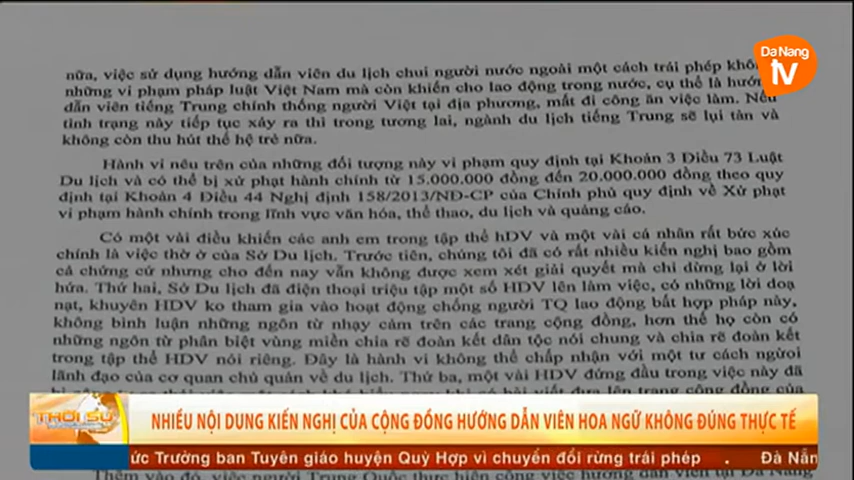 Da Nang
tv
nữa, việc sử dụng hướng dẫn viên du lịch chui người nước ngoài một cách trái phép
những vi phạm pháp luật Việt Nam mà còn khiến cho lao động trong nước, cụ thể là
dẫn viên tiếng Trung chính thống người Việt tại địa phương, mất đi công ăn việc làm. Nếu
tình trạng này tiếp tục xảy ra thì trong tương lai, ngành du lịch tiếng Trung sẽ lụi tàn và
không còn thu hút thế hệ trẻ nữa.
Hành vi nêu trên của những đối tượng này vi phạm quy định tại Khoản 3 Điều 73 Luật
Du lịch và có thể bị xử phạt hành chính từ 15.000.000 đồng đến 20.000.000 đồng theo quy
định tại Khoản 4 Điều 44 Nghị định 158/2013/NĐ-CP của Chính phủ quy định về Xử phạt
vi phạm hành chính trong lĩnh vực văn hóa, thể thao, du lịch và quảng cáo.
Có một vài điều khiến các anh em trong tập thể hDV và một vài cá nhân rất bức xúc
chính là việc thờ ở của Sở Du lịch. Trước tiên, chúng tôi đã có rất nhiều kiến nghị bao gồm
cả chứng cứ nhưng cho đến nay vẫn không được xem xét giải quyết mà chỉ dừng lại ở lời
hứa. Thứ hai, Sở Du lịch đã điện thoại triệu tập một số HDV lên làm việc, có những lời doạ
nạt, khuyên HDV ko tham gia vào hoạt động chống người TQ lao động bất hợp pháp này,
không bình luận những ngôn từ nhạy cảm trên các trang cộng đồng, hơn thế họ còn có
những ngôn từ phân biệt vùng miền chia rẽ đoàn kết dân tộc nói chung và chia rẽ đoàn kết
trong tập thể HDV nói riêng. Đây là hành vi không thể chấp nhận với một tư cách ngừoi
lãnh đạo của cơ quan chủ quản về du lịch. Thứ ba, một vài HDV đứng đầu trong việc này đã
THỜI SỰ
NHIỀU NỘI DUNG KIẾN NGHỊ CỦA CỘNG ĐỒNG HƯỚNG DẪN VIÊN HOA NGỮ KHÔNG ĐÚNG THỰC TẾ
ức Trưởng ban Tuyên giáo huyện Quỳ Hợp vì chuyển đổi rừng trái phép - Đà Nẵn